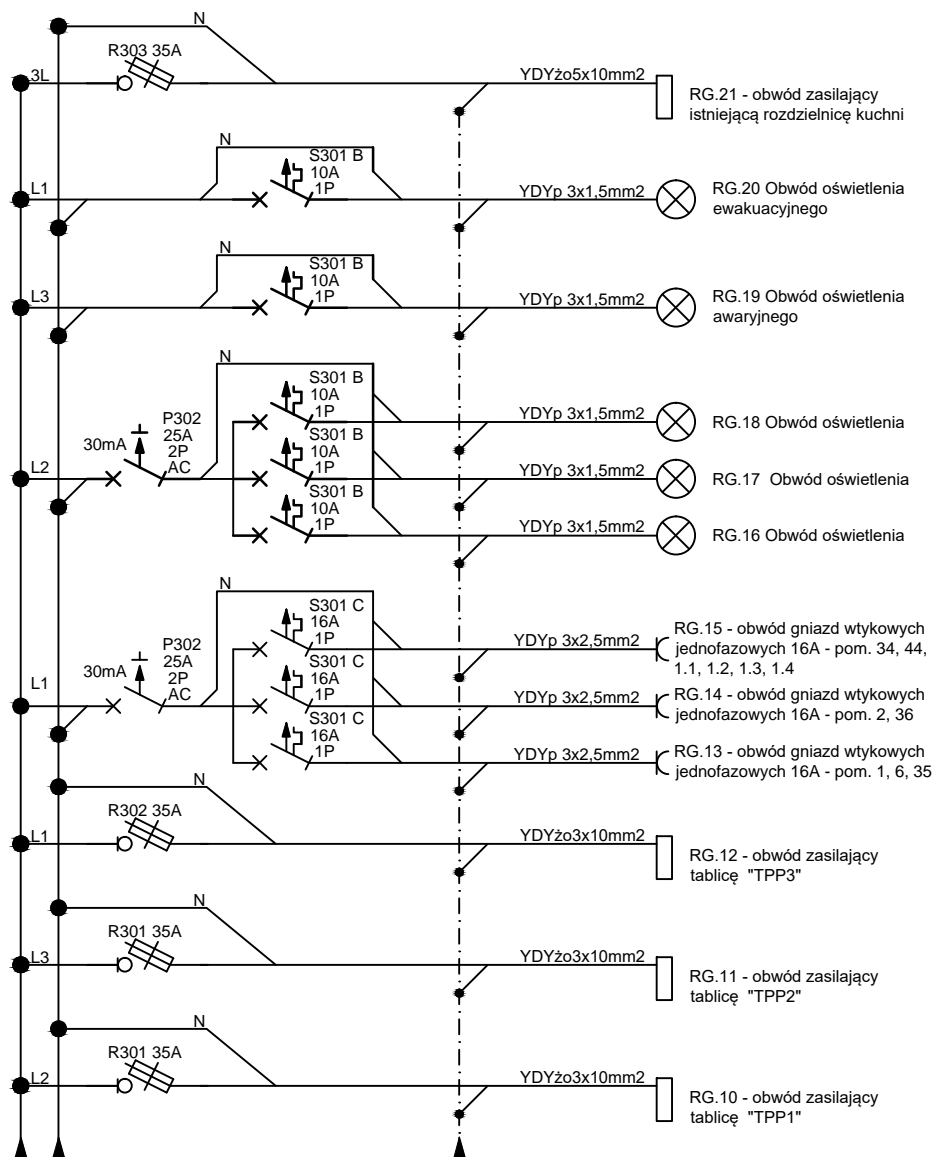 N
R303 35A
3L
YDYżo5x10mm2
RG.21 - obwód zasilający
istniejącą rozdzielnicę kuchni
N
S301 B
10A
1P
L1
YDYp 3x1,5mm2
RG.20 Obwód oświetlenia
ewakuacyjnego
N
S301 B
10A
1P
L3
YDYp 3x1,5mm2
RG.19 Obwód oświetlenia
awaryjnego
N
S301 B
10A
1P
YDYp 3x1,5mm2
RG.18 Obwód oświetlenia
P302
25A
2P
AC
30mA
L2
S301 B
10A
1P
YDYp 3x1,5mm2
RG.17 Obwód oświetlenia
S301 B
10A
1P
YDYp 3x1,5mm2
RG.16 Obwód oświetlenia
N
S301 C
16A
1P
YDYp 3x2,5mm2
RG.15 - obwód gniazd wtykowych
jednofazowych 16A - pom. 34, 44,
1.1, 1.2, 1.3, 1.4
P302
25A
2P
AC
30mA
L1
S301 C
16A
1P
YDYp 3x2,5mm2
RG.14 - obwód gniazd wtykowych
jednofazowych 16A - pom. 2, 36
S301 C
16A
1P
YDYp 3x2,5mm2
RG.13 - obwód gniazd wtykowych
jednofazowych 16A - pom. 1, 6, 35
N
R302 35A
L1
YDYżo3x10mm2
RG.12 - obwód zasilający
tablicę "TPP3"
N
R301 35A
L3
YDYżo3x10mm2
RG.11 - obwód zasilający
tablicę "TPP2"
N
R301 35A
L2
YDYżo3x10mm2
RG.10 - obwód zasilający
tablicę "TPP1"